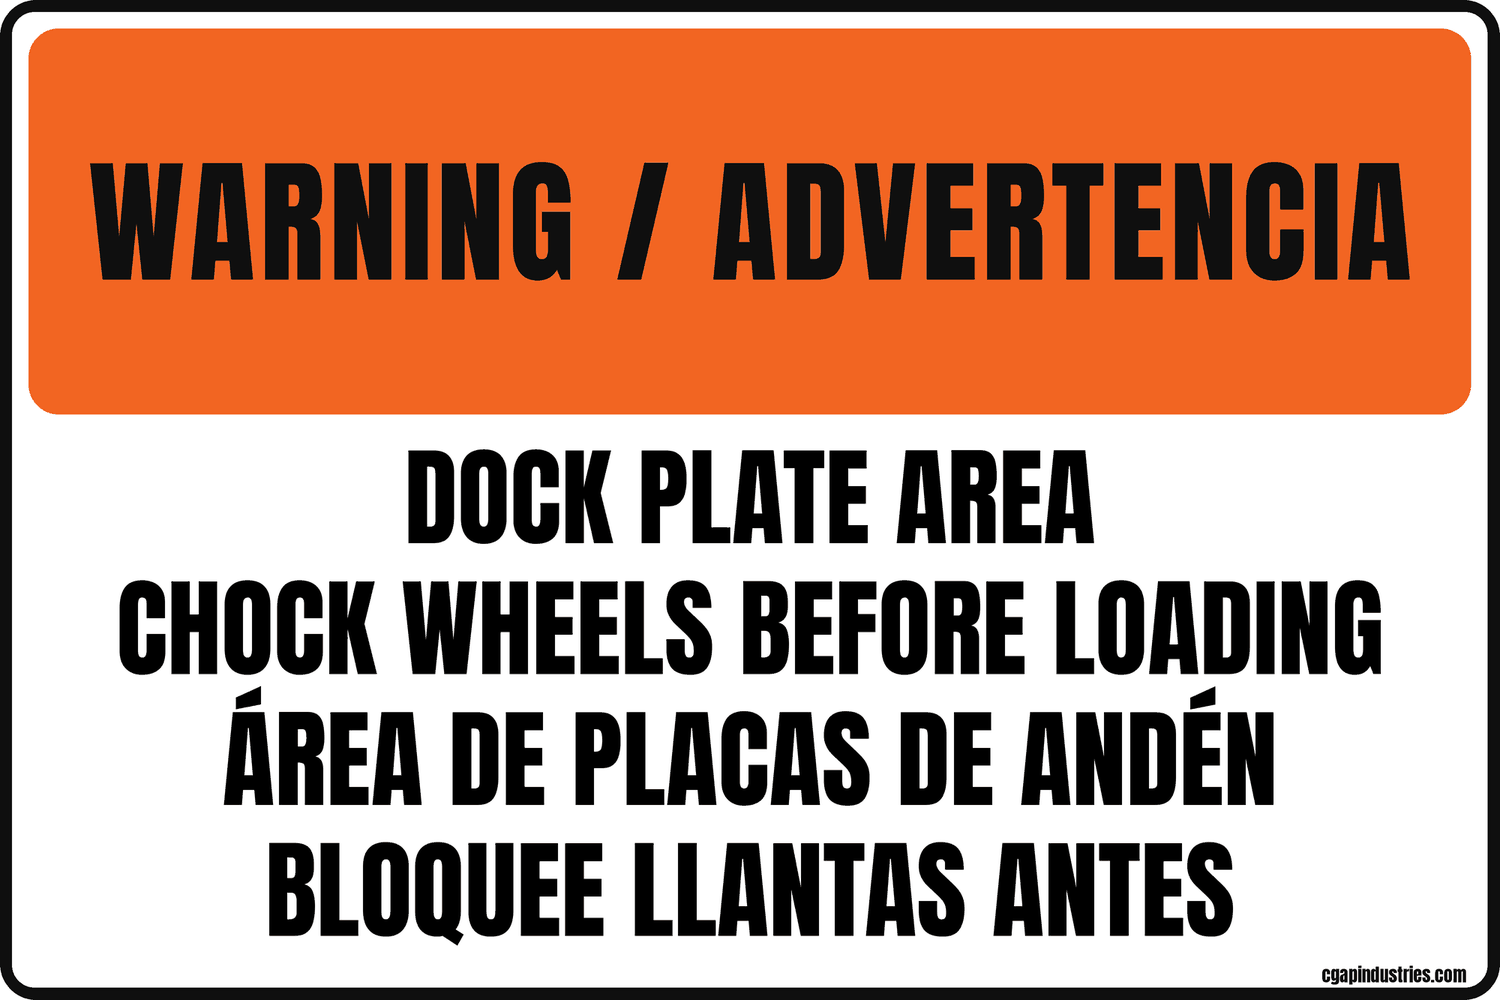 WARNING / ADVERTENCIA
DOCK PLATE AREA
CHOCK WHEELS BEFORE LOADING
ÁREA DE PLACAS DE ANDÉN
BLOQUEE LLANTAS ANTES
cgapindustries.com